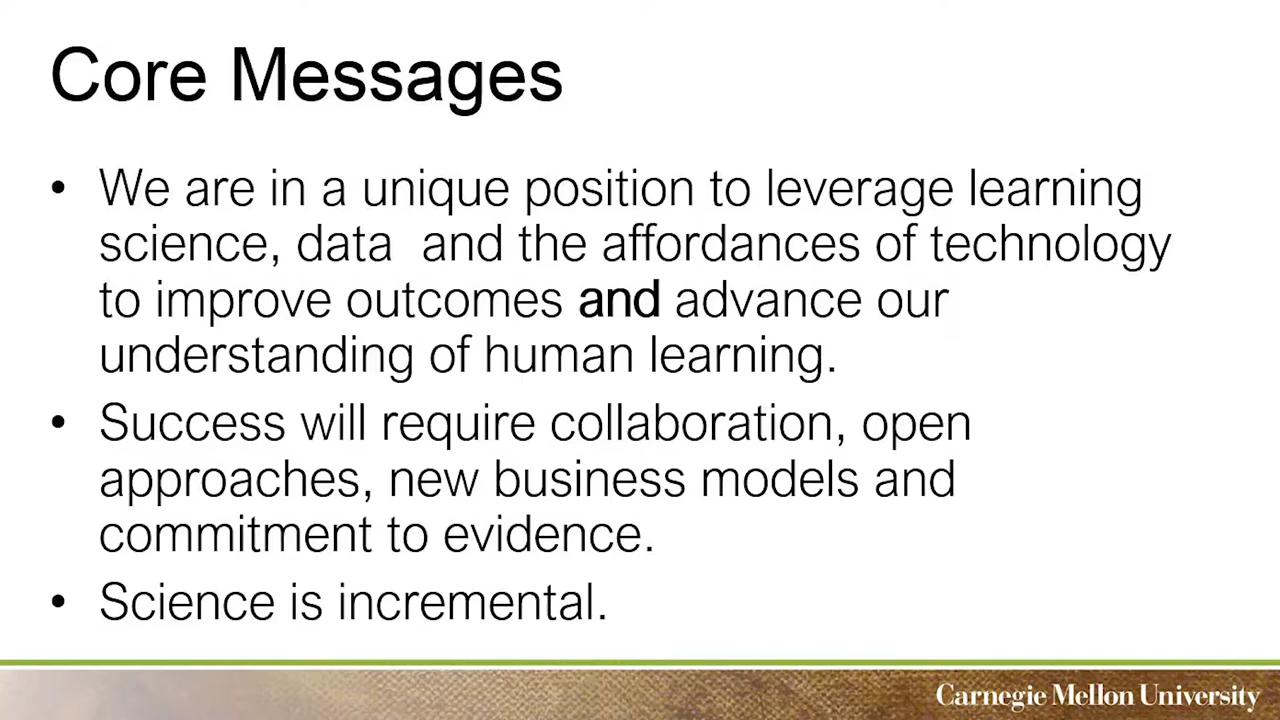 Core Messages
• We are in a unique position to leverage learning
science, data  and the affordances of technology
to improve outcomes and advance our
understanding of human learning.
• Success will require collaboration, open
approaches, new business models and
commitment to evidence.
• Science is incremental.
Carnegie Mellon University